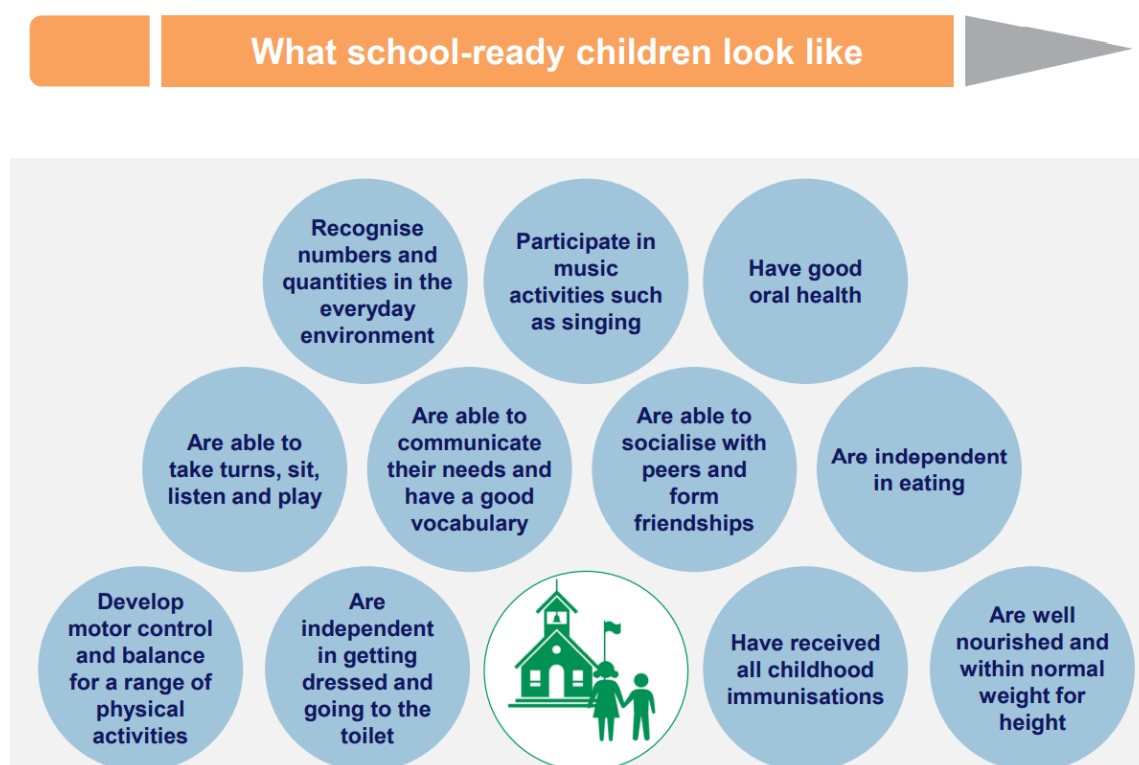 What school-ready children look like
Recognise
numbers and
quantities in the
everyday
environment
Participate in
music
activities such
as singing
Have good
oral health
Are able to
take turns, sit,
listen and play
Are able to
communicate
their needs and
have a good
vocabulary
Are able to
socialise with
peers and
form
friendships
Are independent
in eating
Develop
motor control
and balance
for a range of
physical
activities
Are
independent
in getting
dressed and
going to the
toilet
Have received
all childhood
immunisations
Are well
nourished and
within normal
weight for
height